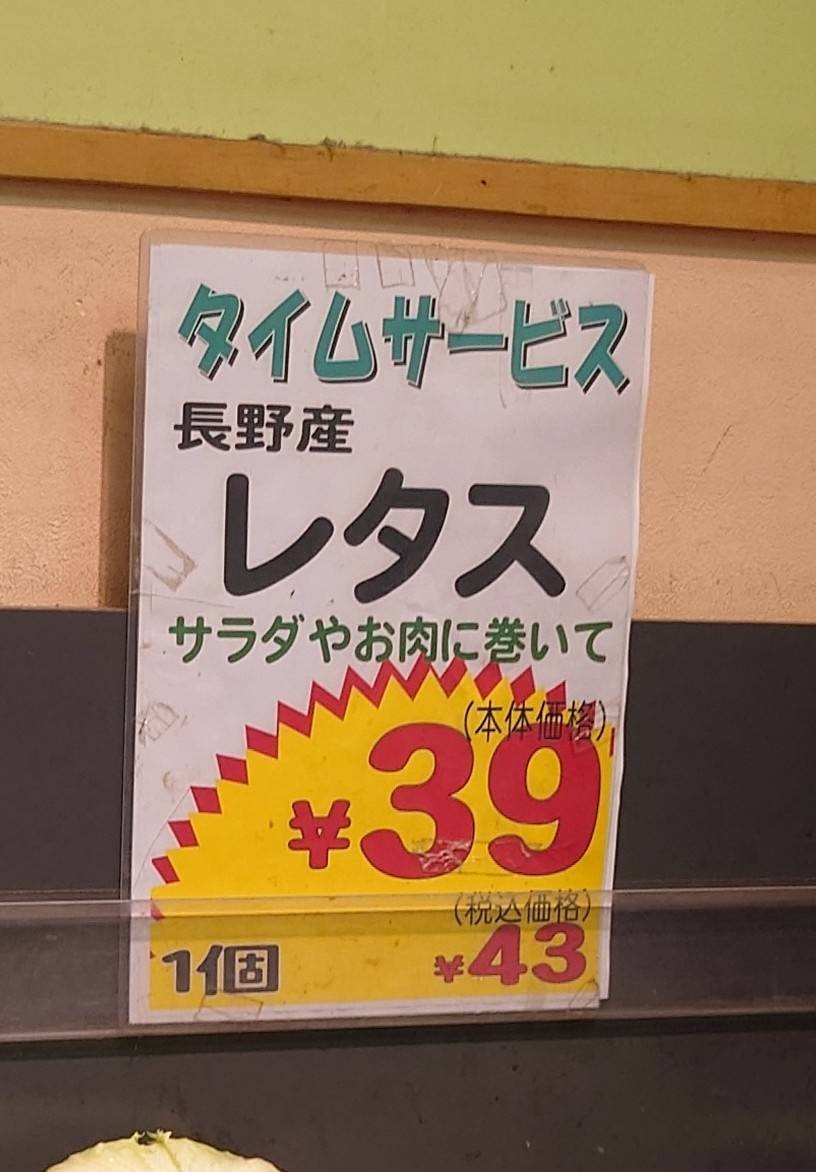 タイムサービス
長野産
レタス
サラダやお肉に巻いて
(本体価格)
¥39
(税込価格)
1個 ¥43